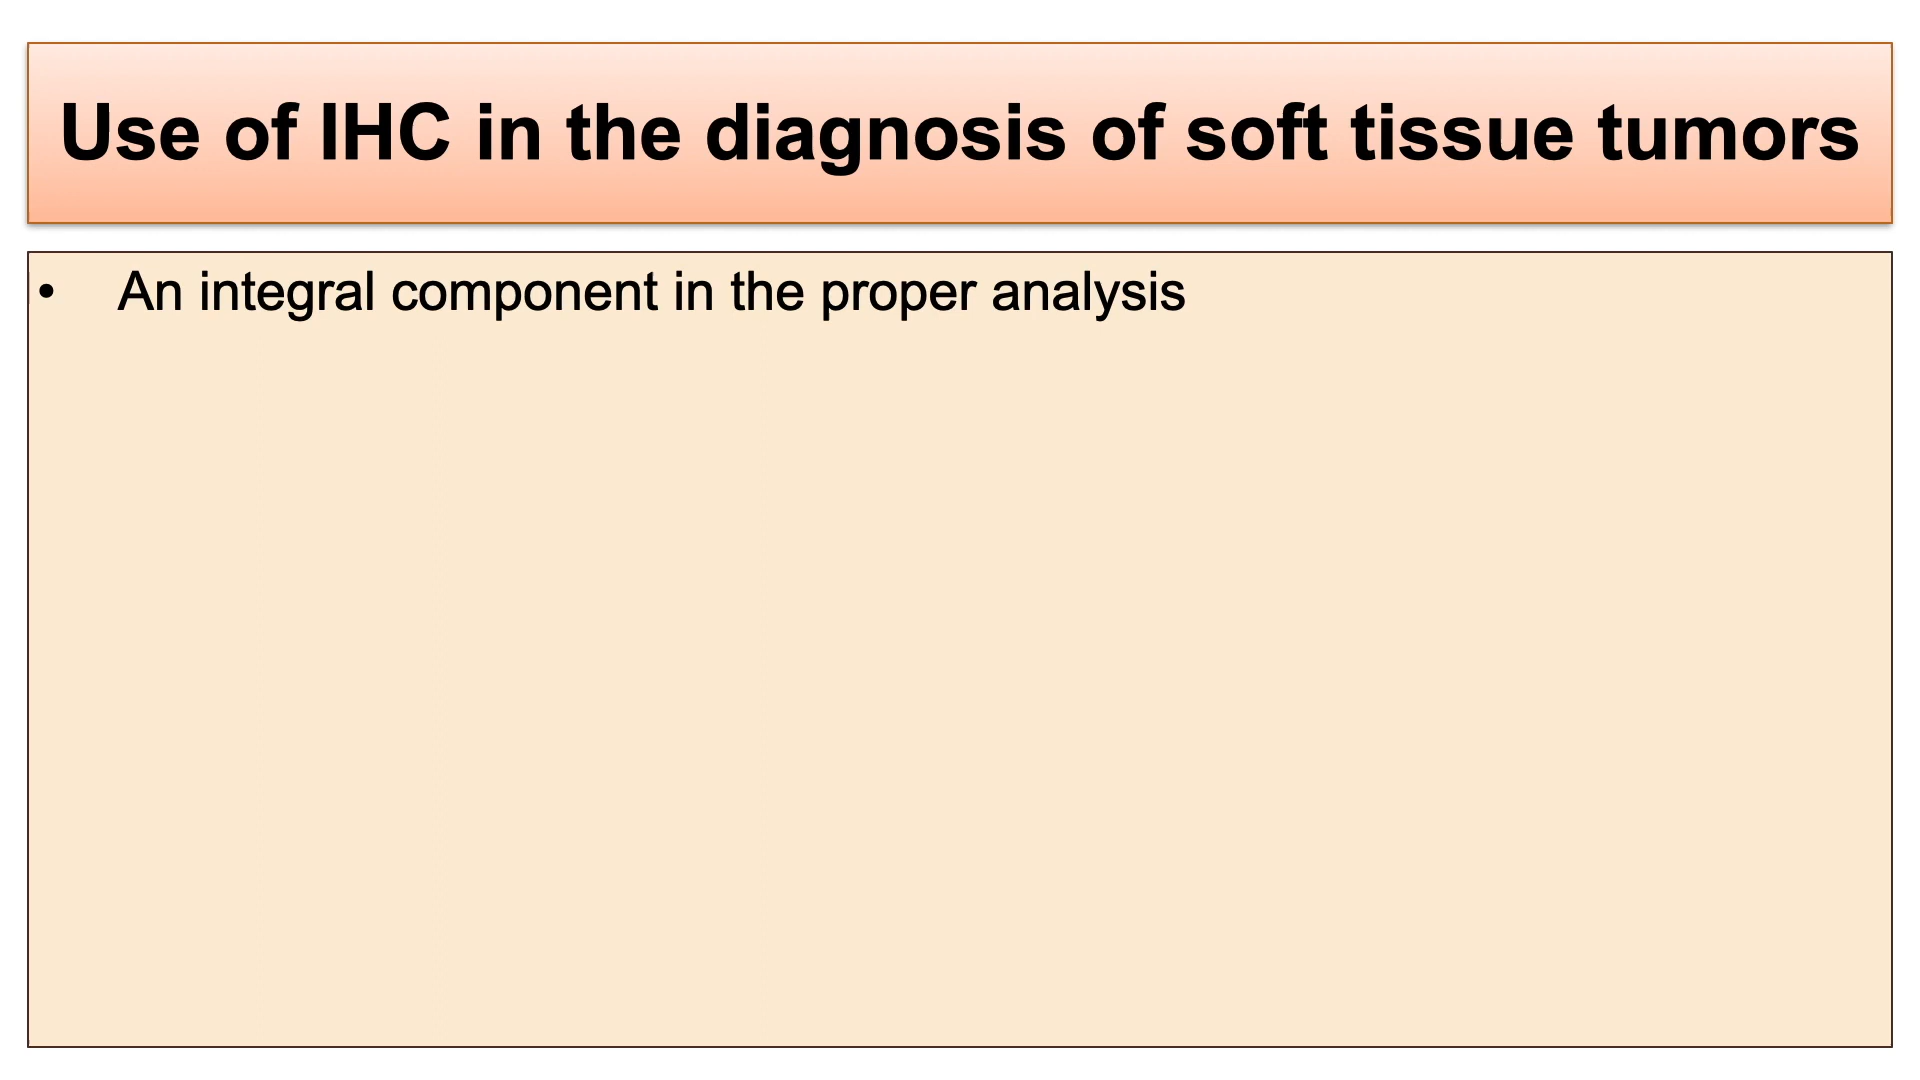 Use of IHC in the diagnosis of soft tissue tumors
• An integral component in the proper analysis